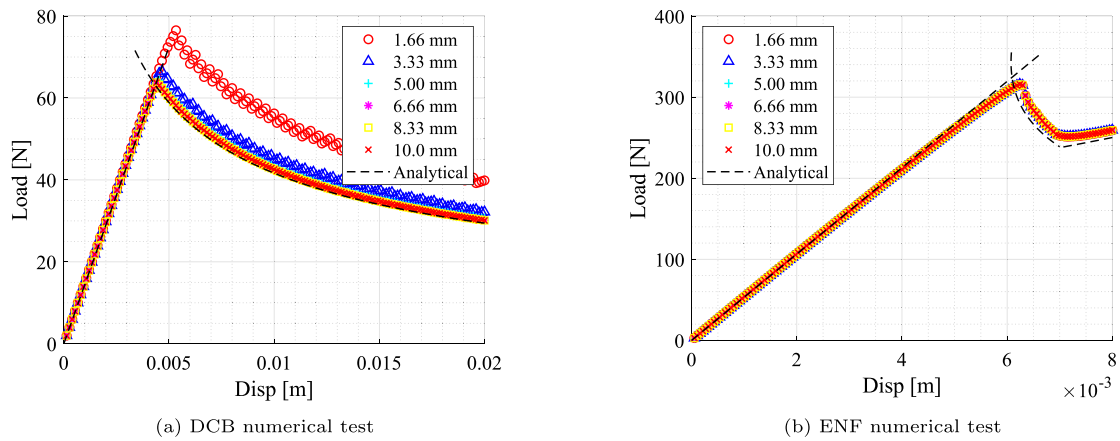 80
60
40
20
0
Load [N]
0
0.005
0.01
0.015
0.02
Disp [m]
1.66 mm
3.33 mm
5.00 mm
6.66 mm
8.33 mm
10.0 mm
Analytical
(a) DCB numerical test
400
300
200
100
0
Load [N]
0
2
4
6
8
Disp [m]
×10⁻³
1.66 mm
3.33 mm
5.00 mm
6.66 mm
8.33 mm
10.0 mm
Analytical
(b) ENF numerical test